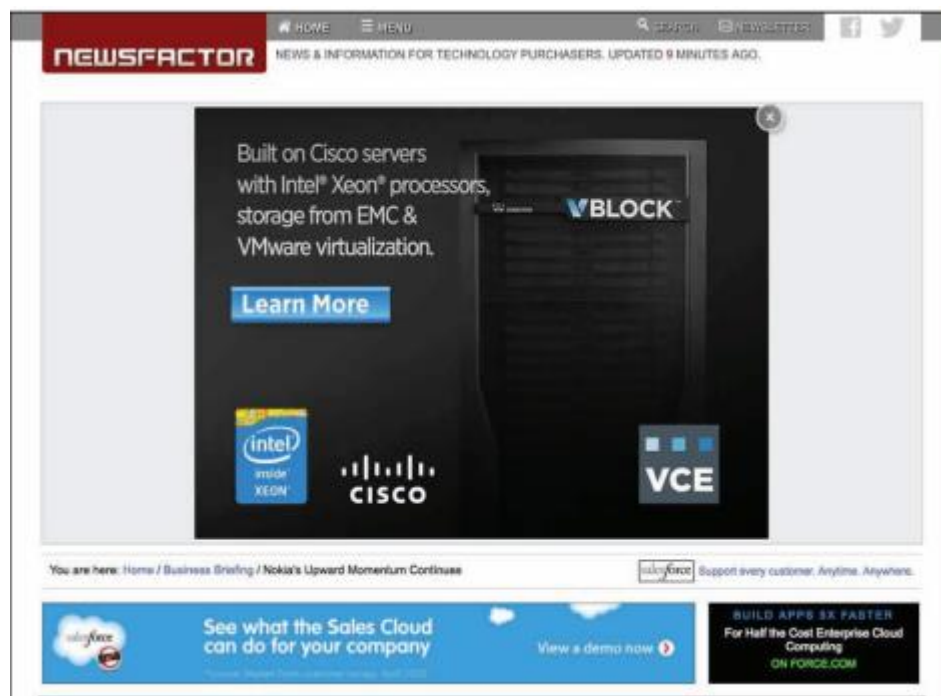 HOME MENU SEARCH NEWSLETTER
NEWSFACTOR
NEWS & INFORMATION FOR TECHNOLOGY PURCHASERS. UPDATED 9 MINUTES AGO.
Built on Cisco servers
with Intel® Xeon® processors,
storage from EMC &
VMware virtualization.
VBLOCK™
Learn More
intel
inside
XEON
CISCO
VCE
You are here: Home / Business Briefing / Nokia's Upward Momentum Continues
salesforce Support every customer. Anytime. Anywhere.
salesforce
See what the Sales Cloud
can do for your company
View a demo now
BUILD APPS 5X FASTER
For Half the Cost Enterprise Cloud
Computing
ON FORCE.COM